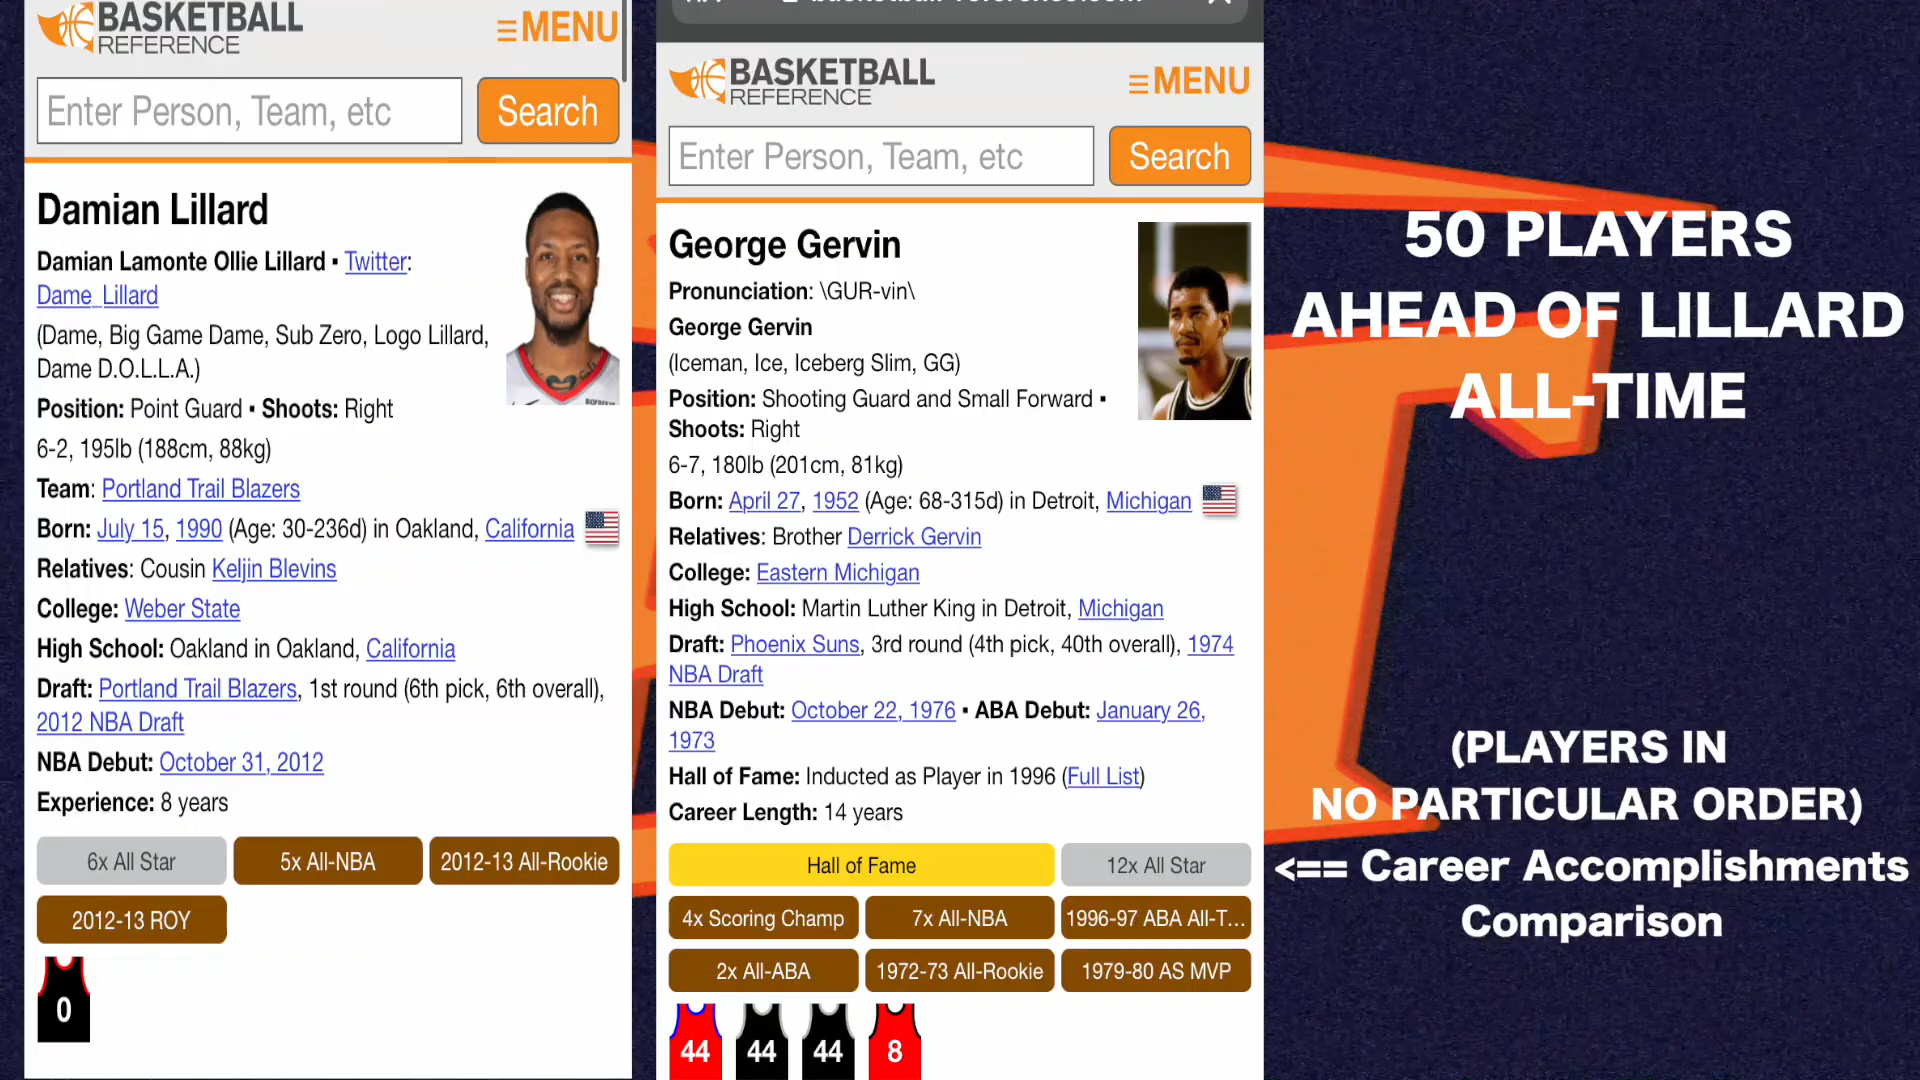 BASKETBALL
REFERENCE
MENU
Enter Person, Team, etc
Search
Damian Lillard
Damian Lamonte Ollie Lillard ▪ Twitter:
Dame_Lillard
(Dame, Big Game Dame, Sub Zero, Logo Lillard,
Dame D.O.L.L.A.)
Position: Point Guard ▪ Shoots: Right
6-2, 195lb (188cm, 88kg)
Team: Portland Trail Blazers
Born: July 15, 1990 (Age: 30-236d) in Oakland, California
Relatives: Cousin Keljin Blevins
College: Weber State
High School: Oakland in Oakland, California
Draft: Portland Trail Blazers, 1st round (6th pick, 6th overall),
2012 NBA Draft
NBA Debut: October 31, 2012
Experience: 8 years
6x All Star
5x All-NBA
2012-13 All-Rookie
2012-13 ROY
0
BASKETBALL
REFERENCE
MENU
Enter Person, Team, etc
Search
George Gervin
Pronunciation: \GUR-vin\
George Gervin
(Iceman, Ice, Iceberg Slim, GG)
Position: Shooting Guard and Small Forward ▪
Shoots: Right
6-7, 180lb (201cm, 81kg)
Born: April 27, 1952 (Age: 68-315d) in Detroit, Michigan
Relatives: Brother Derrick Gervin
College: Eastern Michigan
High School: Martin Luther King in Detroit, Michigan
Draft: Phoenix Suns, 3rd round (4th pick, 40th overall), 1974
NBA Draft
NBA Debut: October 22, 1976 ▪ ABA Debut: January 26,
1973
Hall of Fame: Inducted as Player in 1996 (Full List)
Career Length: 14 years
Hall of Fame
12x All Star
4x Scoring Champ
7x All-NBA
1996-97 ABA All-T...
2x All-ABA
1972-73 All-Rookie
1979-80 AS MVP
44
44
44
8
50 PLAYERS
AHEAD OF LILLARD
ALL-TIME
(PLAYERS IN
NO PARTICULAR ORDER)
<== Career Accomplishments
Comparison